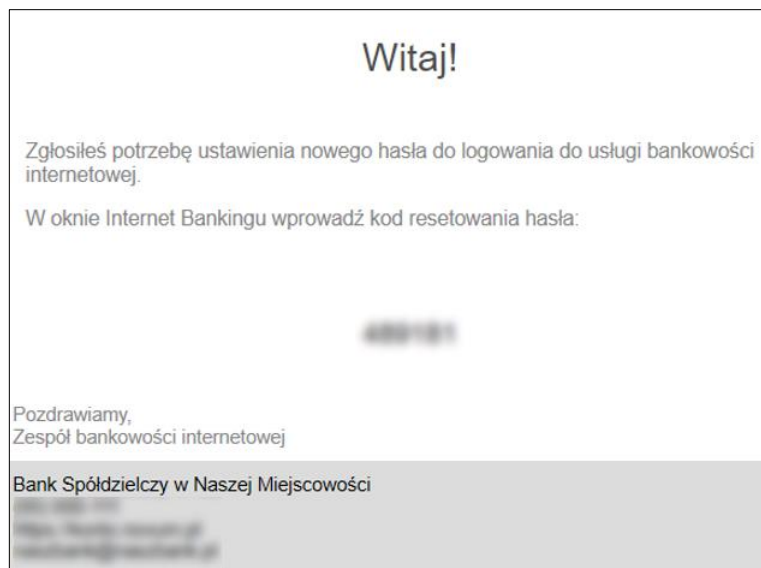 Witaj!
Zgłosiłeś potrzebę ustawienia nowego hasła do logowania do usługi bankowości
internetowej.
W oknie Internet Bankingu wprowadź kod resetowania hasła:
Pozdrawiamy,
Zespół bankowości internetowej
Bank Spółdzielczy w Naszej Miejscowości